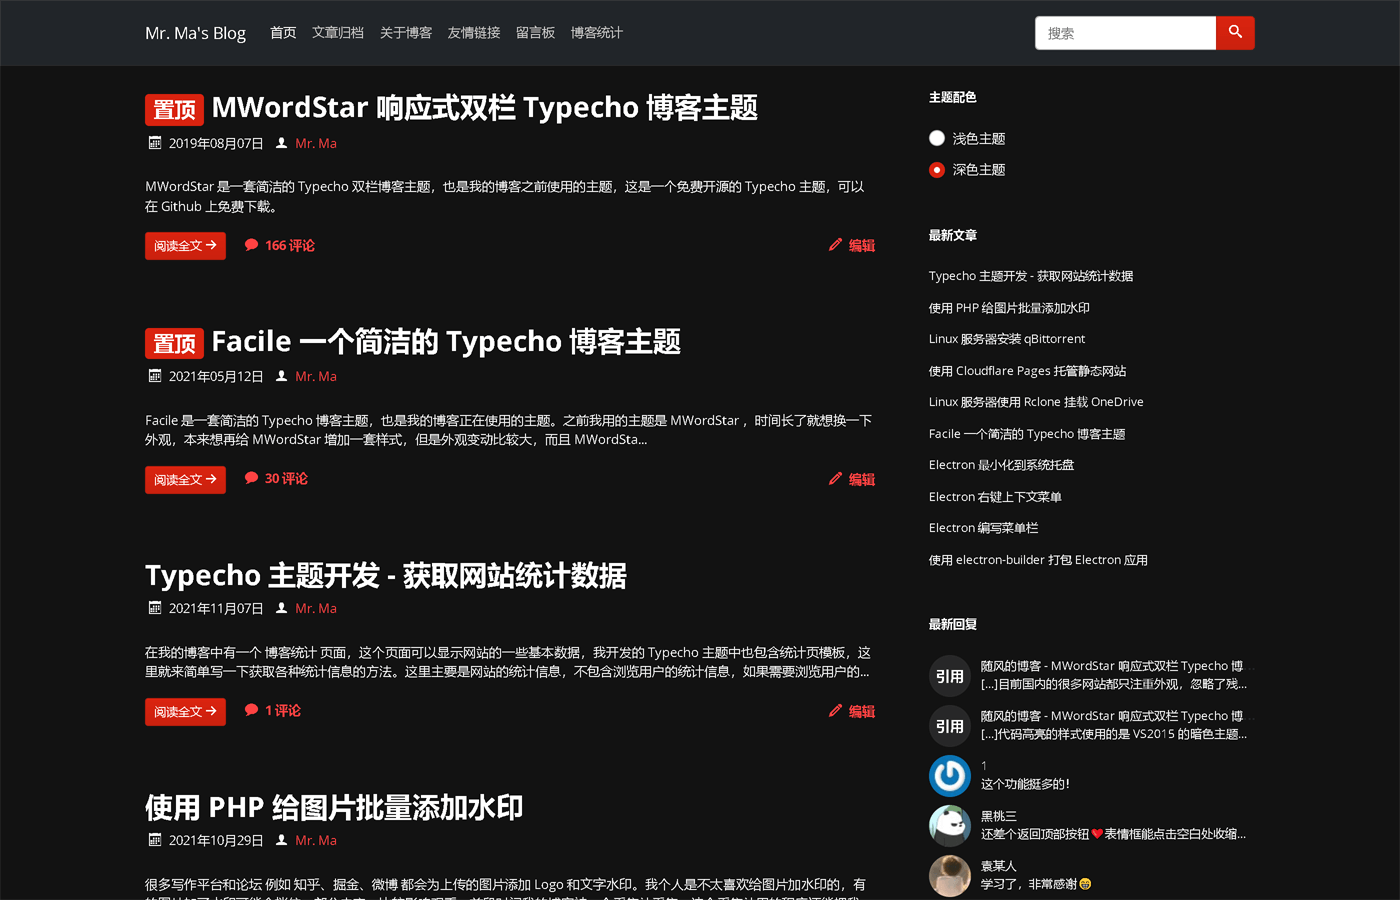 Mr. Ma's Blog 首页 文章归档 关于博客 友情链接 留言板 博客统计 搜索
置顶 MWordStar 响应式双栏 Typecho 博客主题
2019年08月07日 Mr. Ma
MWordStar 是一套简洁的 Typecho 双栏博客主题，也是我的博客之前使用的主题，这是一个免费开源的 Typecho 主题，可以
在 Github 上免费下载。
阅读全文 166 评论 编辑
置顶 Facile 一个简洁的 Typecho 博客主题
2021年05月12日 Mr. Ma
Facile 是一套简洁的 Typecho 博客主题，也是我的博客正在使用的主题。之前我用的主题是 MWordStar ，时间长了就想换一下
外观，本来想再给 MWordStar 增加一套样式，但是外观变动比较大，而且 MWordSta...
阅读全文 30 评论 编辑
Typecho 主题开发 - 获取网站统计数据
2021年11月07日 Mr. Ma
在我的博客中有一个 博客统计 页面，这个页面可以显示网站的一些基本数据，我开发的 Typecho 主题中也包含统计页模板，这
里就来简单写一下获取各种统计信息的方法。这里主要是网站的统计信息，不包含浏览用户的统计信息，如果需要浏览用户的...
阅读全文 1 评论 编辑
使用 PHP 给图片批量添加水印
2021年10月29日 Mr. Ma
很多写作平台和论坛 例如 知乎、掘金、微博 都会为上传的图片添加 Logo 和文字水印。我个人是不太喜欢给图片加水印的，有
主题配色
浅色主题
深色主题
最新文章
Typecho 主题开发 - 获取网站统计数据
使用 PHP 给图片批量添加水印
Linux 服务器安装 qBittorrent
使用 Cloudflare Pages 托管静态网站
Linux 服务器使用 Rclone 挂载 OneDrive
Facile 一个简洁的 Typecho 博客主题
Electron 最小化到系统托盘
Electron 右键上下文菜单
Electron 编写菜单栏
使用 electron-builder 打包 Electron 应用
最新回复
引用 随风的博客 - MWordStar 响应式双栏 Typecho 博...
[...]目前国内的很多网站都只注重外观，忽略了残...
引用 随风的博客 - MWordStar 响应式双栏 Typecho 博...
[...]代码高亮的样式使用的是 VS2015 的暗色主题...
1
这个功能挺多的！
黑桃三
还差个返回顶部按钮❤️表情框能点击空白处收缩...
袁某人
学习了，非常感谢😁